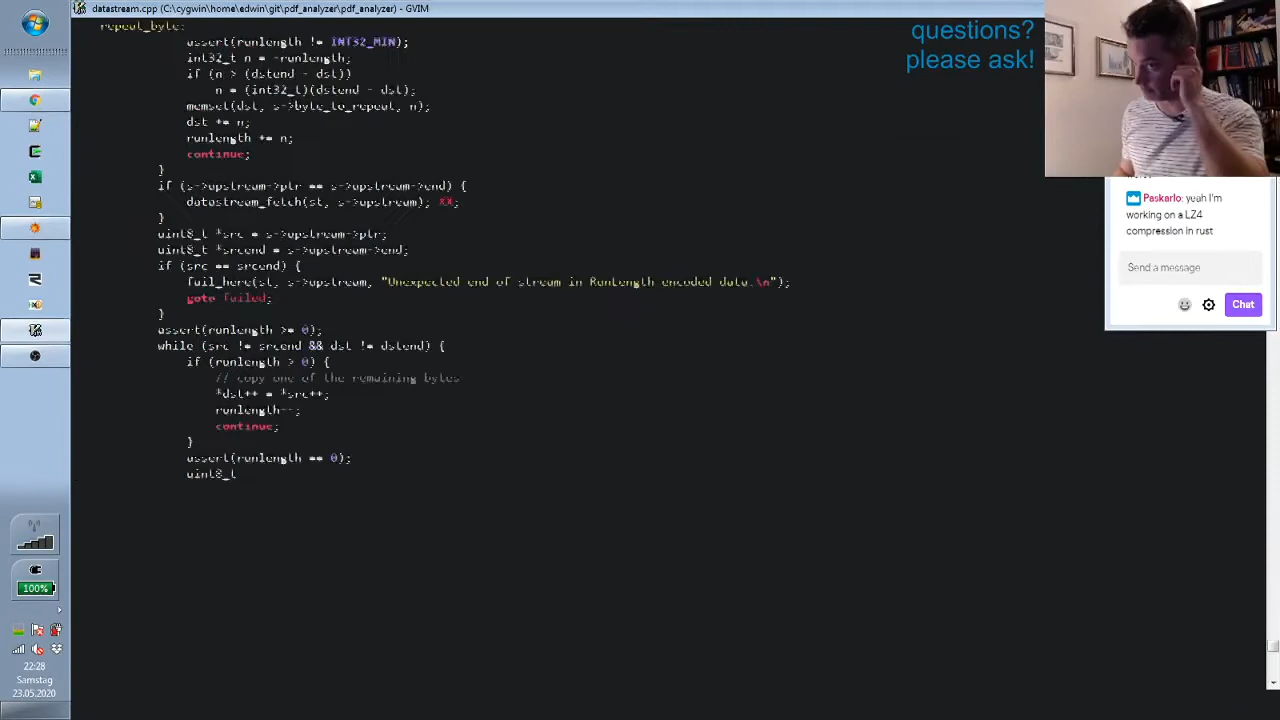 datastream.cpp (C:\cygwin\home\edwin\git\pdf_analyzer\pdf_analyzer) - GVIM
questions?
please ask!
repeat_byte:
assert(runlength != INT32_MIN);
int32_t n = -runlength;
if (n > (dstend - dst))
n = (int32_t)(dstend - dst);
memset(dst, s->byte_to_repeat, n);
dst += n;
runlength += n;
continue;
}
if (s->upstream->ptr == s->upstream->end) {
datastream_fetch(st, s->upstream); XX;
}
uint8_t *src = s->upstream->ptr;
uint8_t *srcend = s->upstream->end;
if (src == srcend) {
fail_here(st, s->upstream, "Unexpected end of stream in RunLength encoded data.\n");
goto failed;
}
assert(runlength >= 0);
while (src != srcend && dst != dstend) {
if (runlength > 0) {
// copy one of the remaining bytes
*dst++ = *src++;
runlength--;
continue;
}
assert(runlength == 0);
uint8_t
Paskarlo: yeah I'm
working on a LZ4
compression in rust
Send a message
Chat
100%
22:28
Samstag
23.05.2020